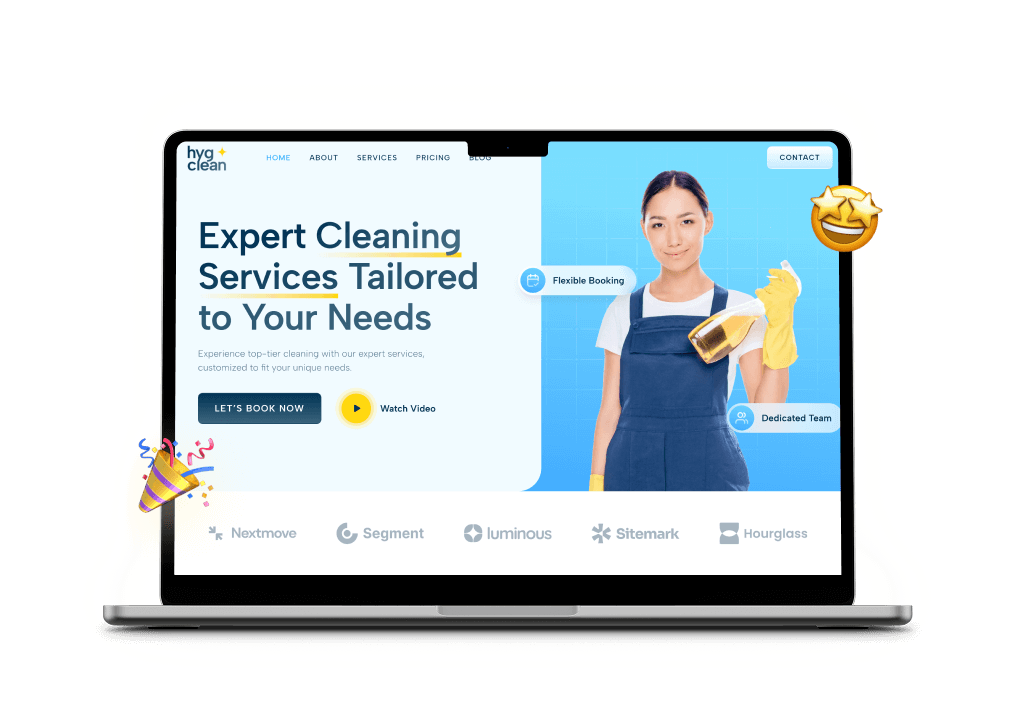 hyg
clean
HOME ABOUT SERVICES PRICING BLOG
CONTACT
Expert Cleaning
Services Tailored
to Your Needs
Flexible Booking
Experience top-tier cleaning with our expert services,
customized to fit your unique needs.
LET'S BOOK NOW
Watch Video
Dedicated Team
Nextmove
Segment
luminous
Sitemark
Hourglass